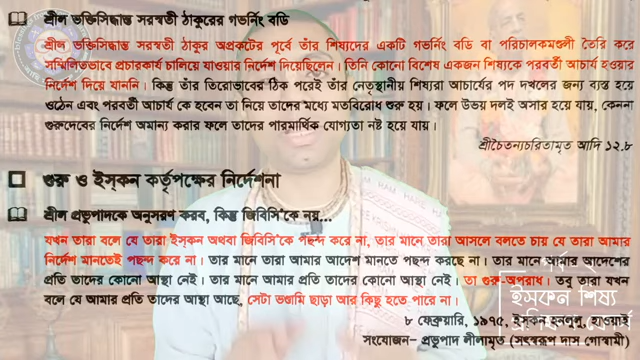 শ্রীল ভক্তিসিদ্ধান্ত সরস্বতী ঠাকুরের গভর্নিং বডি
শ্রীল ভক্তিসিদ্ধান্ত সরস্বতী ঠাকুর অপ্রকটের পূর্বে তাঁর শিষ্যদের একটি গভর্নিং বডি বা পরিচালকমণ্ডলী তৈরি করে
সম্মিলিতভাবে প্রচারকার্য চালিয়ে যাওয়ার নির্দেশ দিয়েছিলেন। তিনি কোনো বিশেষ একজন শিষ্যকে পরবর্তী আচার্য হওয়ার
নির্দেশ দিয়ে যাননি। কিন্তু তাঁর তিরোভাবের ঠিক পরেই তাঁর নেতৃস্থানীয় শিষ্যরা আচার্যের পদ দখলের জন্য ব্যস্ত হয়ে
ওঠেন এবং পরবর্তী আচার্য কে হবেন তা নিয়ে তাদের মধ্যে মতবিরোধ শুরু হয়। ফলে উভয় দলই অসার হয়ে যায়, কেননা
গুরুদেবের নির্দেশ অমান্য করার ফলে তাদের পারমার্থিক যোগ্যতা নষ্ট হয়ে যায়।
শ্রীচৈতন্যচরিতামৃত আদি ১২.৮
গুরু ও ইস্‌কন কর্তৃপক্ষের নির্দেশনা
শ্রীল প্রভুপাদকে অনুসরণ করব, কিন্তু জিবিসি'কে নয়...
যখন তারা বলে যে তারা ইস্‌কন অথবা জিবিসি'কে পছন্দ করে না, তার মানে তারা আসলে বলতে চায় যে তারা আমার
নির্দেশ মানতেই পছন্দ করে না। তার মানে তারা আমার আদেশ মানতে পছন্দ করছে না। তার মানে আমার আদেশের
প্রতি তাদের কোনো আস্থা নেই। তার মানে আমার প্রতি তাদের কোনো আস্থা নেই। তা গুরু-অপরাধ। তবু তারা যখন
বলে যে আমার প্রতি তাদের আস্থা আছে, সেটা ভণ্ডামি ছাড়া আর কিছু হতে পারে না।
৮ ফেব্রুয়ারি, ১৯৭৫, ইসকন হনলুলু, হাওয়াই
সংযোজন- প্রভুপাদ লীলামৃত (সৎস্বরূপ দাস গোস্বামী)
ইসকন শিষ্য